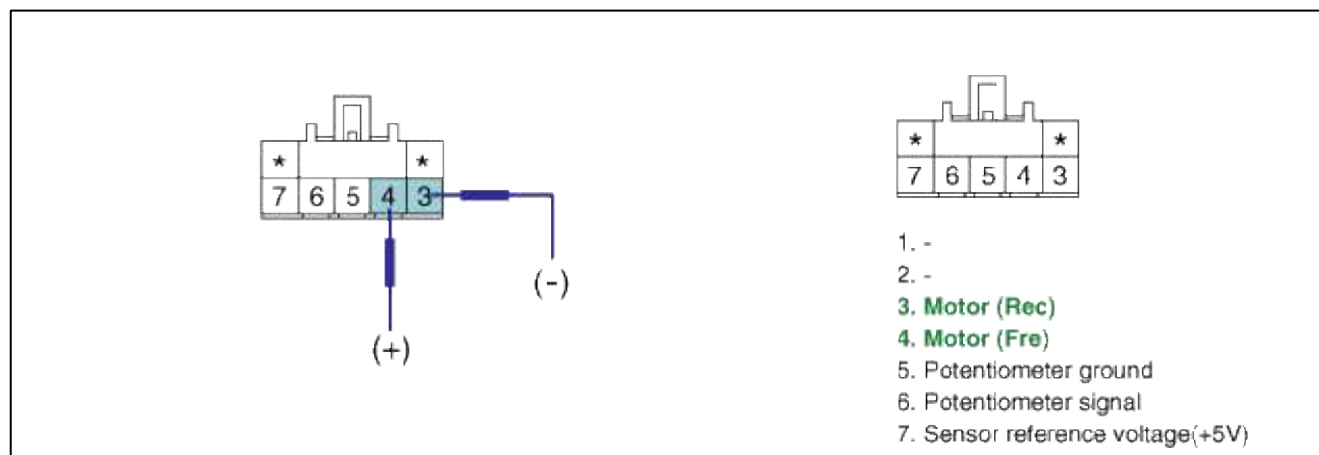 * *
7 6 5 4 3
(-)
(+)
* *
7 6 5 4 3
1. -
2. -
3. Motor (Rec)
4. Motor (Fre)
5. Potentiometer ground
6. Potentiometer signal
7. Sensor reference voltage(+5V)